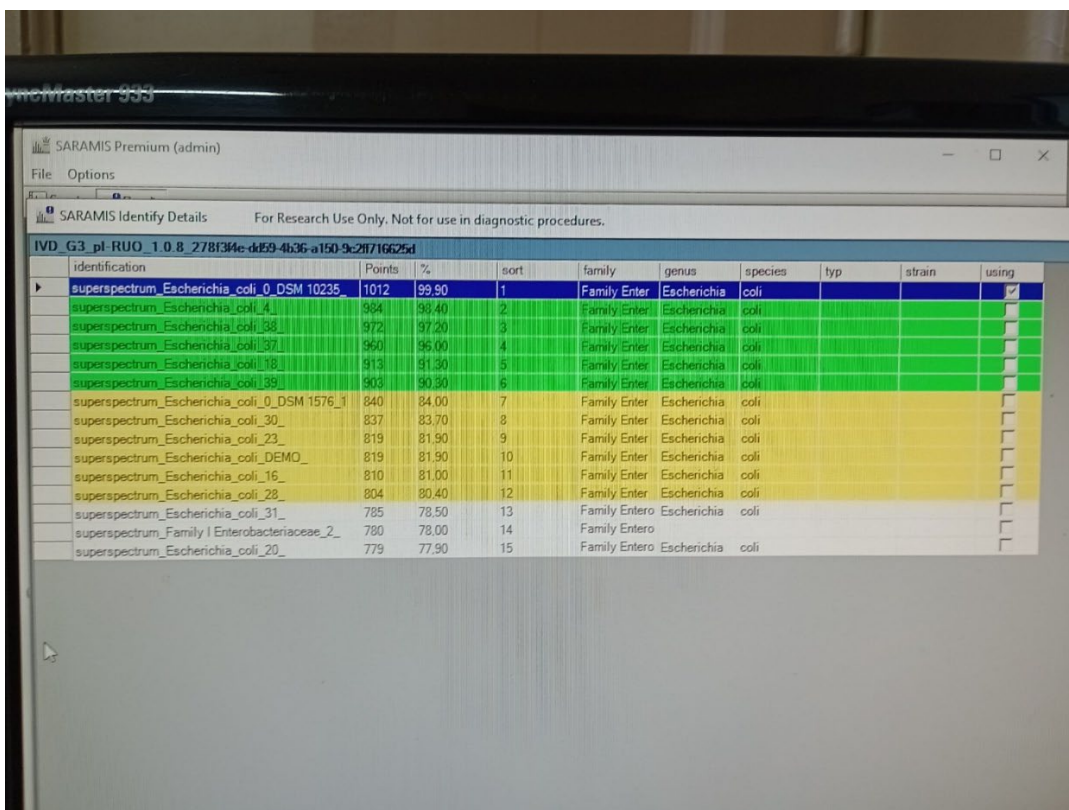 yncMaster 933
SARAMIS Premium (admin)
File Options
SARAMIS Identify Details For Research Use Only. Not for use in diagnostic procedures.
IVD_G3_pI-RUO_1.0.8_278f3f4e-dd59-4b36-a150-9c2ff716625d
identification Points % sort family genus species typ strain using
superspectrum_Escherichia_coli_0_DSM 10235_ 1012 99,90 1 Family Enter Escherichia coli
superspectrum_Escherichia_coli_4_ 984 98,40 2 Family Enter Escherichia coli
superspectrum_Escherichia_coli_38_ 972 97,20 3 Family Enter Escherichia coli
superspectrum_Escherichia_coli_37_ 960 96,00 4 Family Enter Escherichia coli
superspectrum_Escherichia_coli_18_ 913 91,30 5 Family Enter Escherichia coli
superspectrum_Escherichia_coli_39_ 903 90,30 6 Family Enter Escherichia coli
superspectrum_Escherichia_coli_0_DSM 1576_1 840 84,00 7 Family Enter Escherichia coli
superspectrum_Escherichia_coli_30_ 837 83,70 8 Family Enter Escherichia coli
superspectrum_Escherichia_coli_23_ 819 81,90 9 Family Enter Escherichia coli
superspectrum_Escherichia_coli_DEMO_ 819 81,90 10 Family Enter Escherichia coli
superspectrum_Escherichia_coli_16_ 810 81,00 11 Family Enter Escherichia coli
superspectrum_Escherichia_coli_28_ 804 80,40 12 Family Enter Escherichia coli
superspectrum_Escherichia_coli_31_ 785 78,50 13 Family Entero Escherichia coli
superspectrum_Family I Enterobacteriaceae_2_ 780 78,00 14 Family Entero
superspectrum_Escherichia_coli_20_ 779 77,90 15 Family Entero Escherichia coli